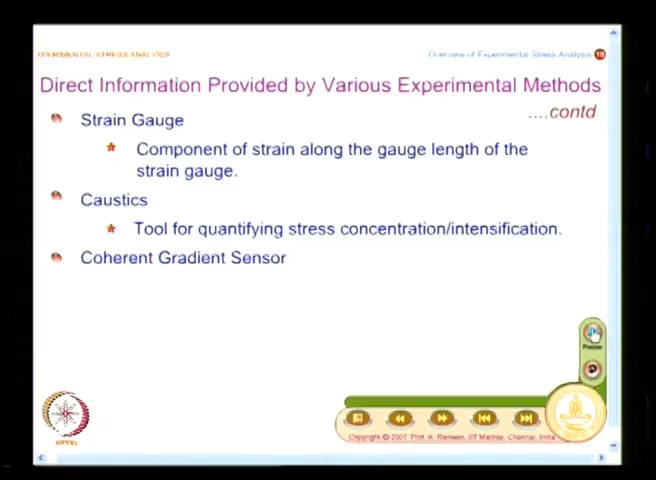 EXPERIMENTAL STRESS ANALYSIS
Overview of Experimental Stress Analysis 19
Direct Information Provided by Various Experimental Methods
....contd
Strain Gauge
Component of strain along the gauge length of the
strain gauge.
Caustics
Tool for quantifying stress concentration/intensification.
Coherent Gradient Sensor
Pause
NPTEL
Copyright © 2007, Prof. K. Ramesh, IIT Madras, Chennai, India